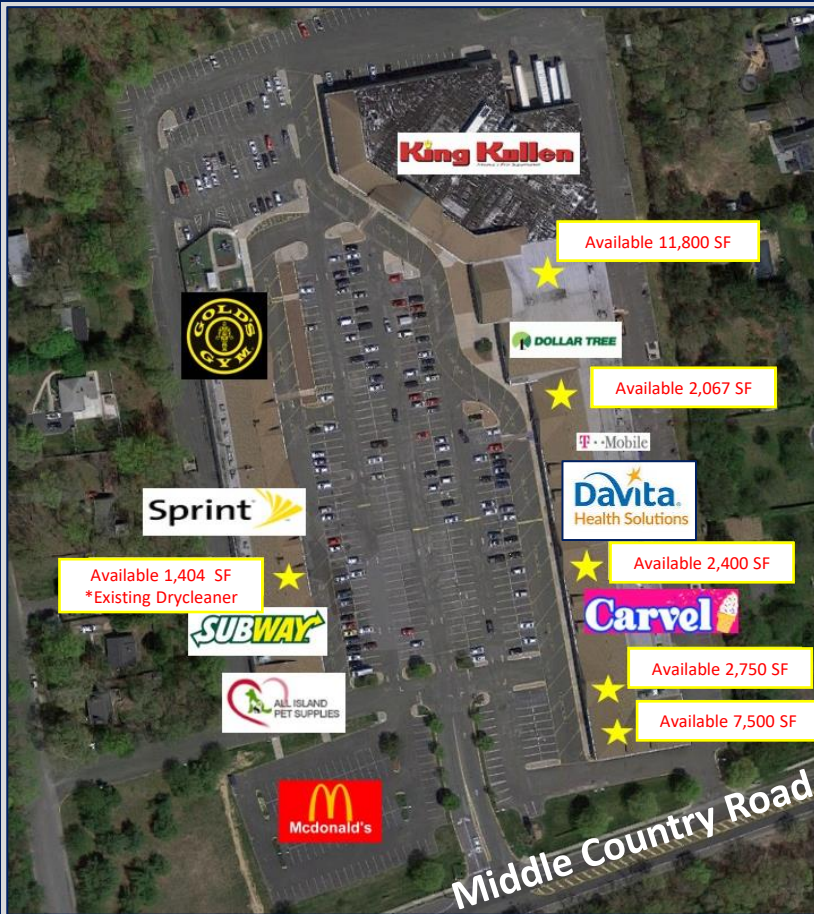 King Kullen
Available 11,800 SF
GOLD'S
GYM
DOLLAR TREE
Available 2,067 SF
T··Mobile
Sprint
DaVita
Health Solutions
Available 2,400 SF
Available 1,404 SF
*Existing Drycleaner
Carvel
SUBWAY
Available 2,750 SF
ALL ISLAND
PET SUPPLIES
Available 7,500 SF
Mcdonald's
Middle Country Road